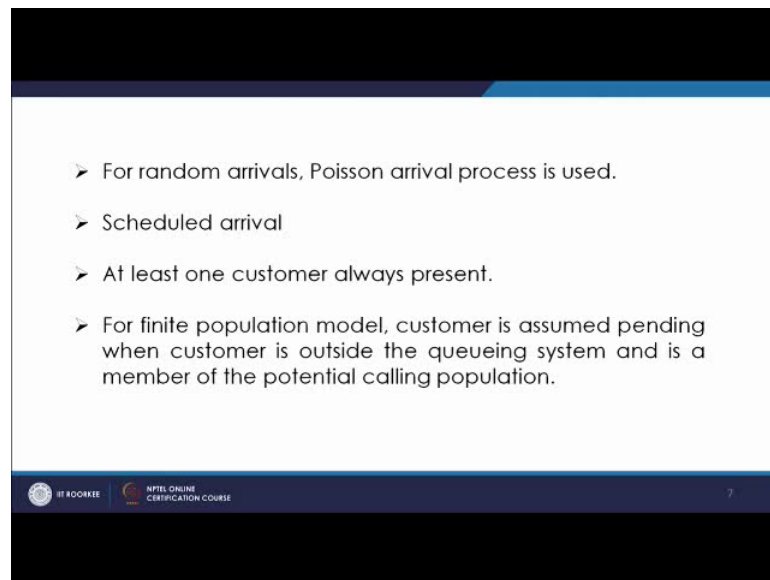 ➢ For random arrivals, Poisson arrival process is used.
➢ Scheduled arrival
➢ At least one customer always present.
➢ For finite population model, customer is assumed pending
when customer is outside the queueing system and is a
member of the potential calling population.
IIT ROORKEE
NPTEL ONLINE
CERTIFICATION COURSE
7